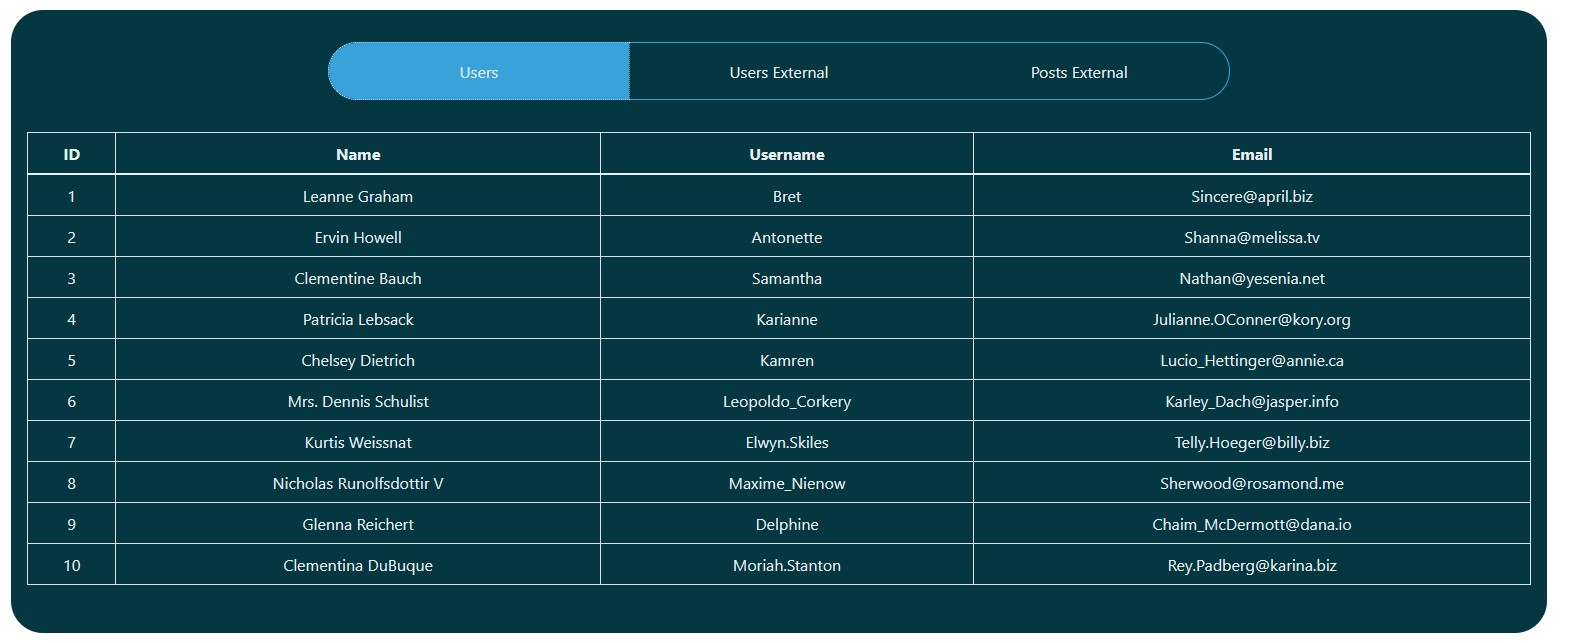 Users Users External Posts External
ID Name Username Email
1 Leanne Graham Bret Sincere@april.biz
2 Ervin Howell Antonette Shanna@melissa.tv
3 Clementine Bauch Samantha Nathan@yesenia.net
4 Patricia Lebsack Karianne Julianne.OConner@kory.org
5 Chelsey Dietrich Kamren Lucio_Hettinger@annie.ca
6 Mrs. Dennis Schulist Leopoldo_Corkery Karley_Dach@jasper.info
7 Kurtis Weissnat Elwyn.Skiles Telly.Hoeger@billy.biz
8 Nicholas Runolfsdottir V Maxime_Nienow Sherwood@rosamond.me
9 Glenna Reichert Delphine Chaim_McDermott@dana.io
10 Clementina DuBuque Moriah.Stanton Rey.Padberg@karina.biz